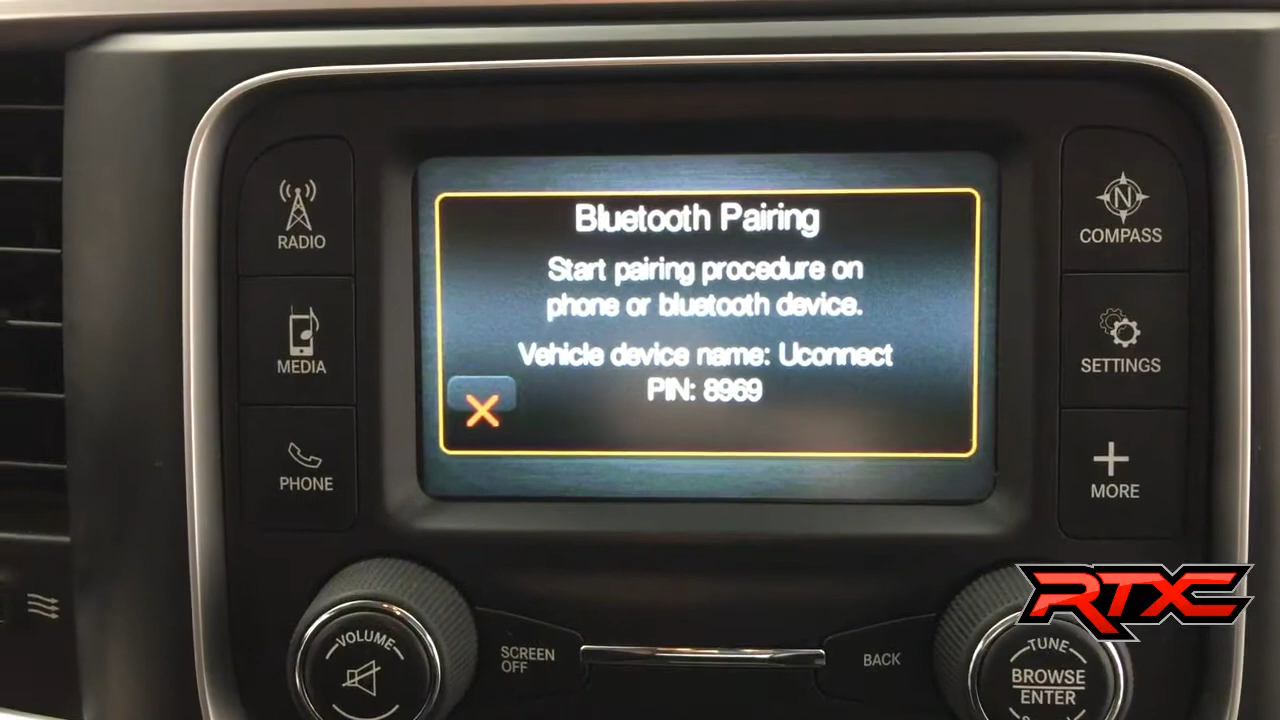 RADIO
MEDIA
PHONE
Bluetooth Pairing
Start pairing procedure on
phone or bluetooth device.
Vehicle device name: Uconnect
PIN: 8969
N
COMPASS
SETTINGS
MORE
VOLUME
SCREEN
OFF
BACK
TUNE
BROWSE
ENTER
RTXC